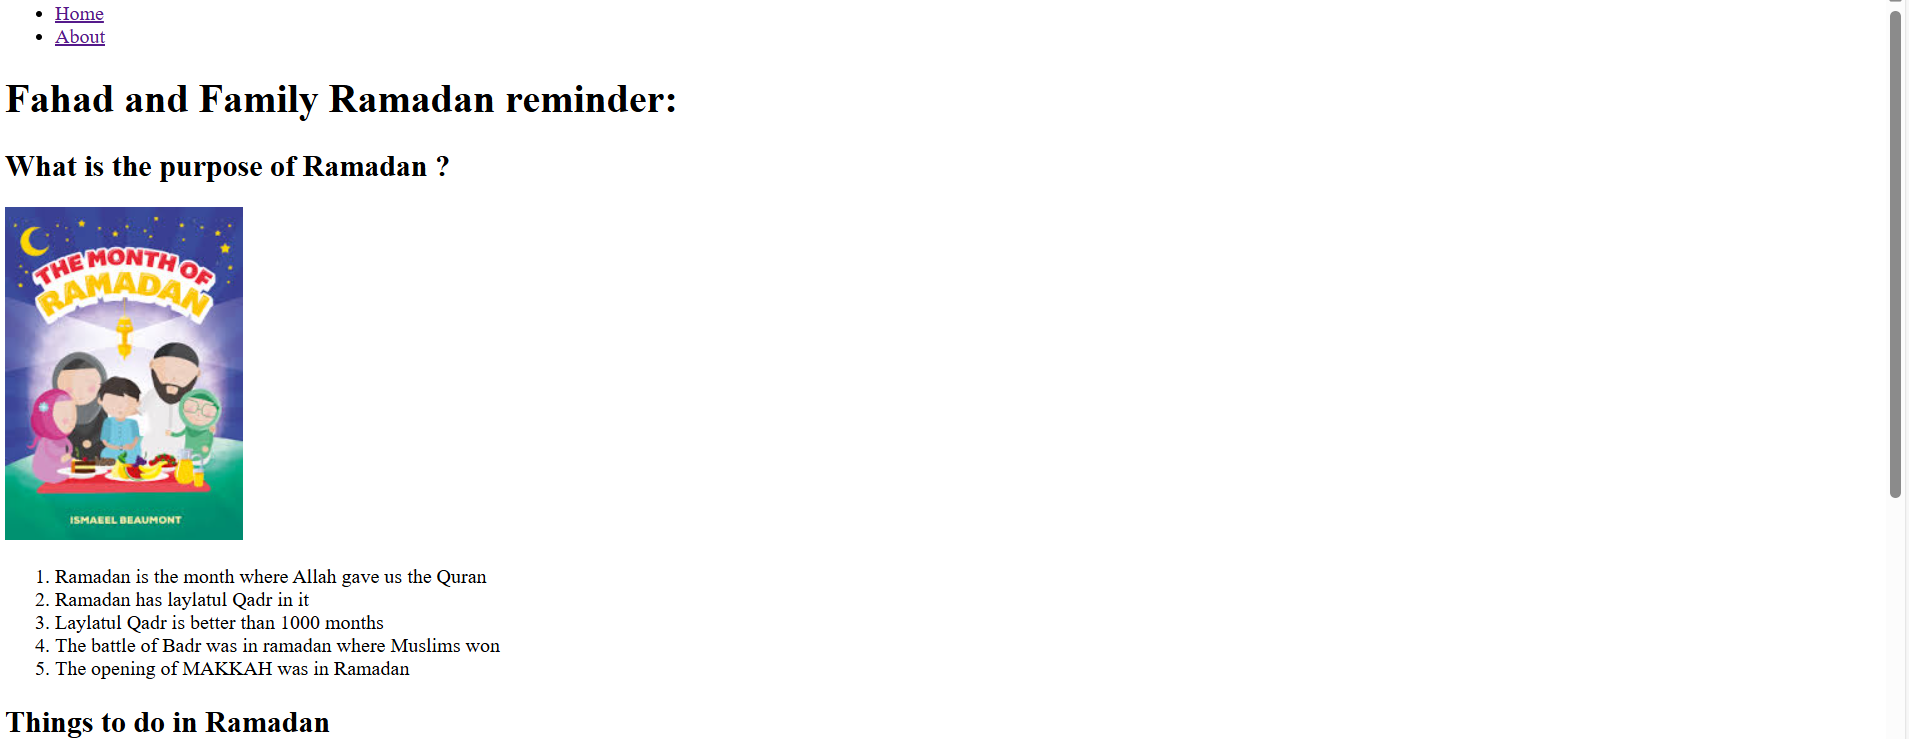 Home
About
Fahad and Family Ramadan reminder:
What is the purpose of Ramadan ?
THE MONTH OF
RAMADAN
ISMAEEL BEAUMONT
1. Ramadan is the month where Allah gave us the Quran
2. Ramadan has laylatul Qadr in it
3. Laylatul Qadr is better than 1000 months
4. The battle of Badr was in ramadan where Muslims won
5. The opening of MAKKAH was in Ramadan
Things to do in Ramadan